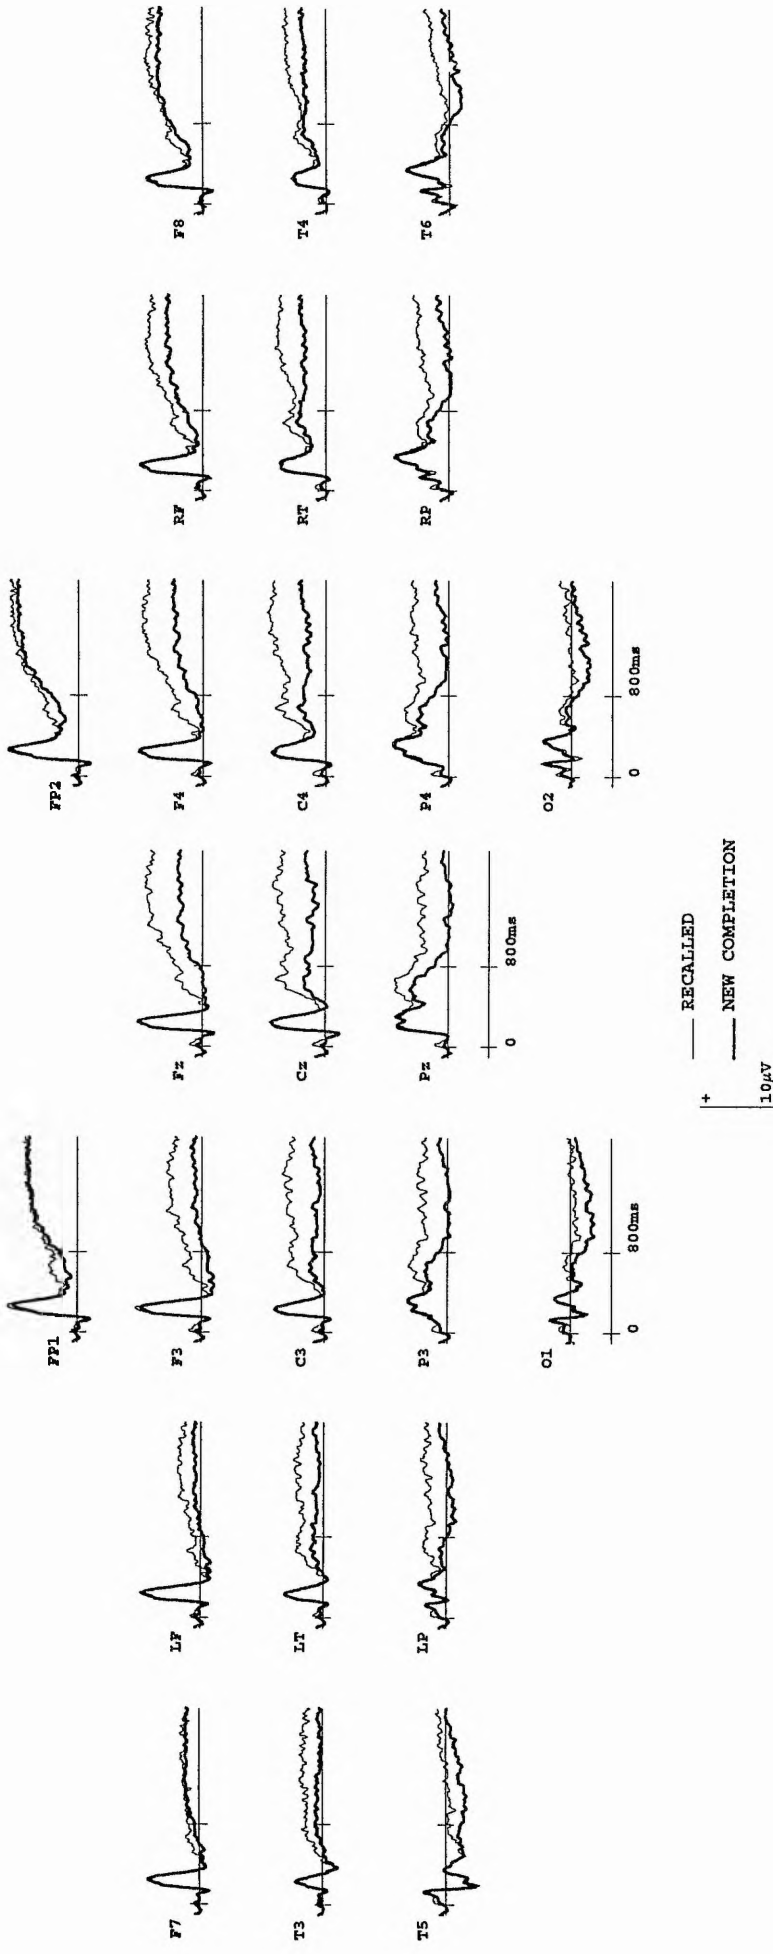 FP1 FP2
F7 LF F3 Fz F4 RF F8
T3 LT C3 Cz C4 RT T4
T5 LP P3 Pz P4 RP T6
0 800ms
O1 O2
0 800ms 0 800ms
RECALLED
+
NEW COMPLETION
10µV